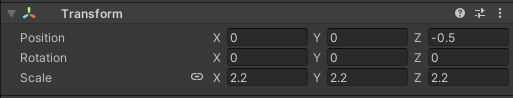 Transform
Position X 0 Y 0 Z -0.5
Rotation X 0 Y 0 Z 0
Scale X 2.2 Y 2.2 Z 2.2